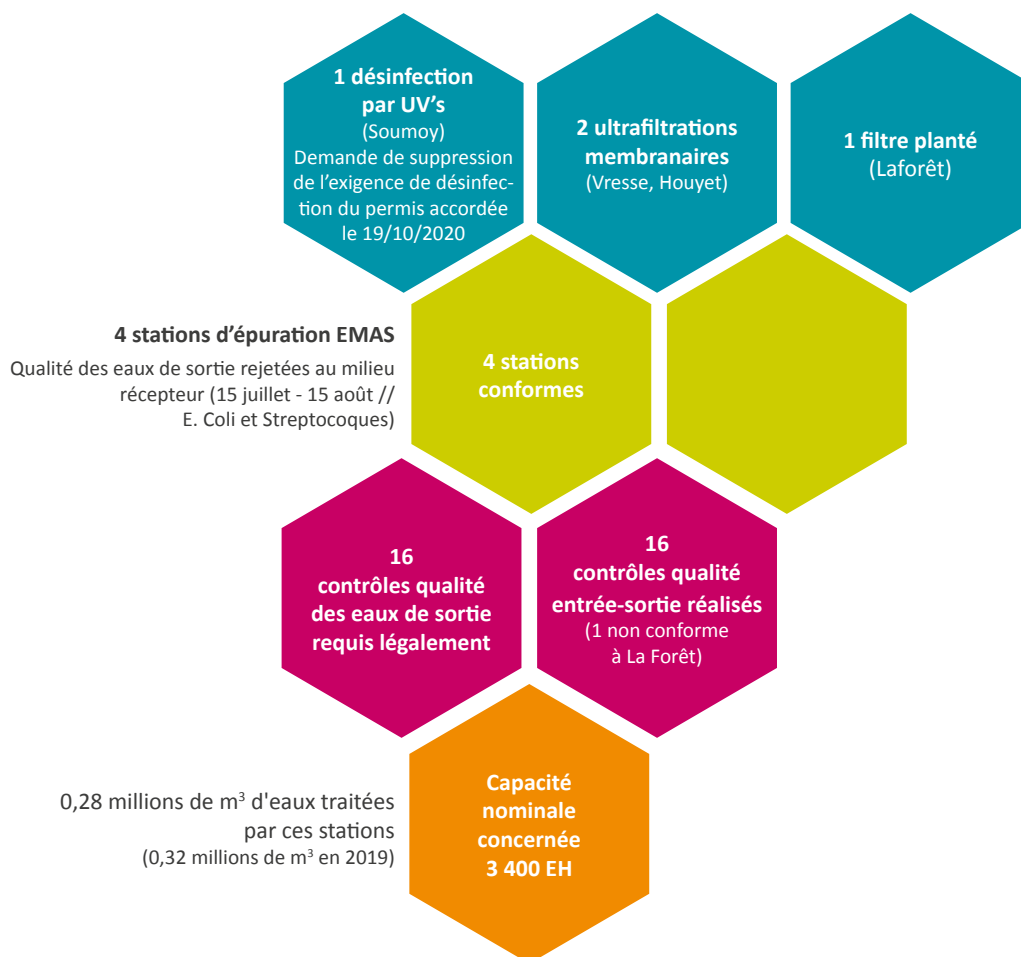 1 désinfection
par UV's
(Soumoy)
Demande de suppression
de l'exigence de désinfec-
tion du permis accordée
le 19/10/2020
2 ultrafiltrations
membranaires
(Vresse, Houyet)
1 filtre planté
(Laforêt)
4 stations d'épuration EMAS
Qualité des eaux de sortie rejetées au milieu
récepteur (15 juillet - 15 août //
E. Coli et Streptocoques)
4 stations
conformes
16
contrôles qualité
des eaux de sortie
requis légalement
16
contrôles qualité
entrée-sortie réalisés
(1 non conforme
à La Forêt)
0,28 millions de m³ d'eaux traitées
par ces stations
(0,32 millions de m³ en 2019)
Capacité
nominale
concernée
3 400 EH